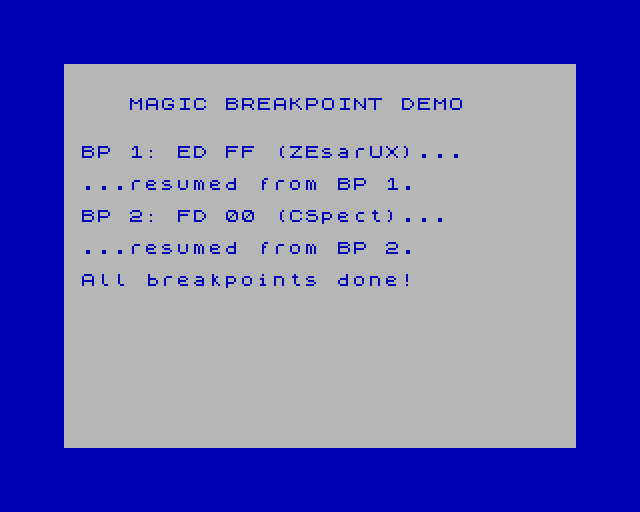 MAGIC BREAKPOINT DEMO
BP 1: ED FF (ZEsarUX)...
...resumed from BP 1.
BP 2: FD 00 (CSpect)...
...resumed from BP 2.
All breakpoints done!